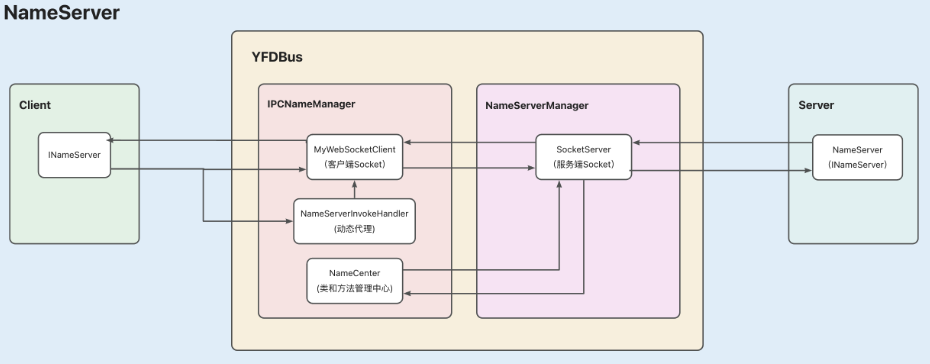 NameServer
YFDBus
Client
INameServer
IPCNameManager
MyWebSocketClient
（客户端Socket）
NameServerInvokeHandler
(动态代理)
NameCenter
(类和方法管理中心)
NameServerManager
SocketServer
（服务端Socket）
Server
NameServer
(INameServer)